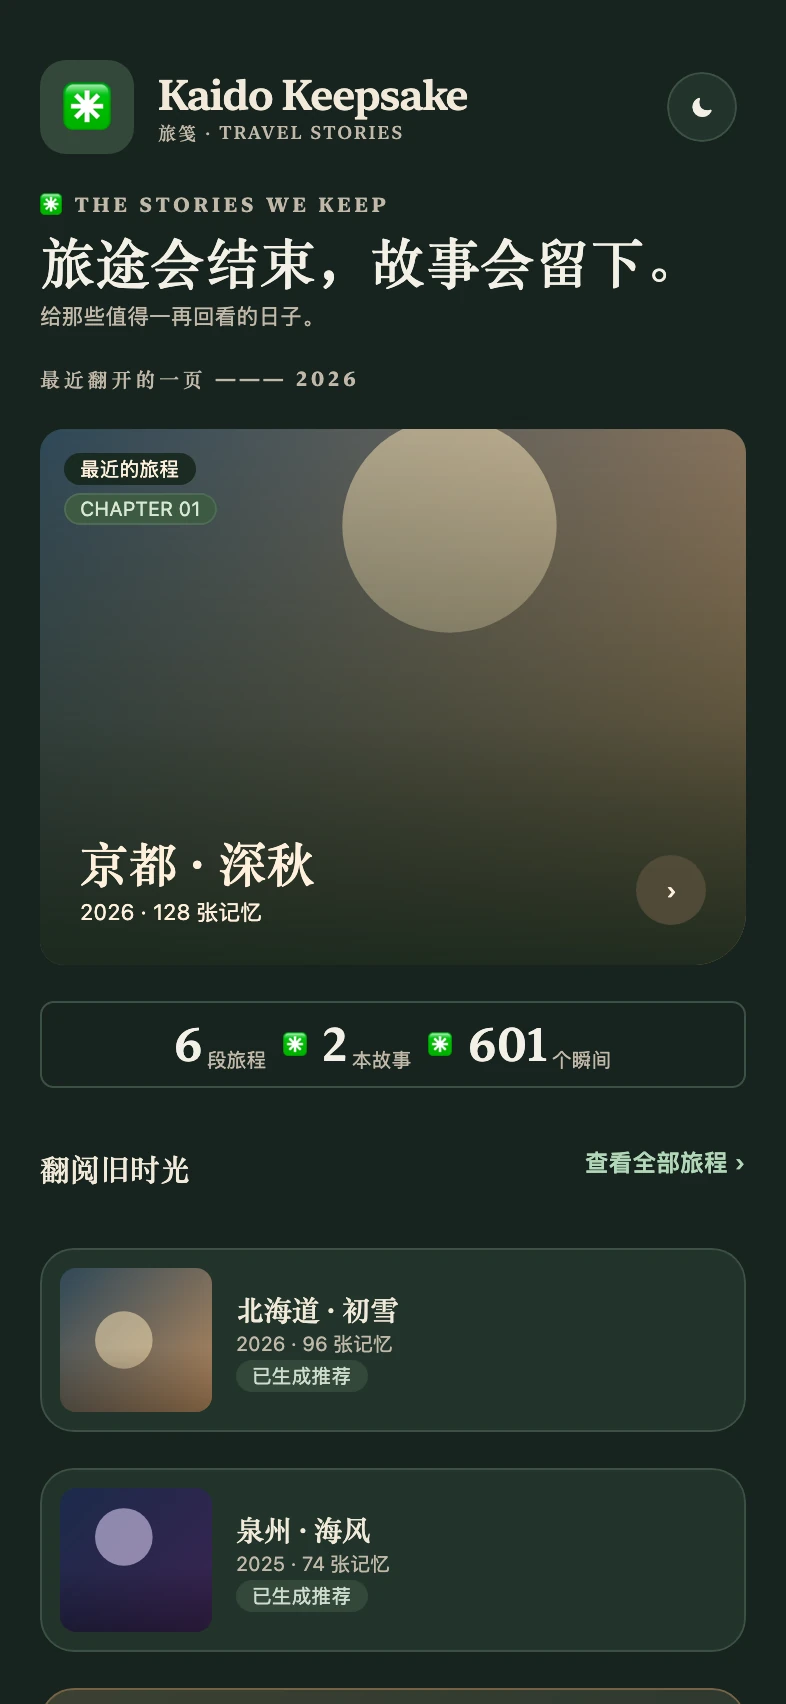 Kaido Keepsake
旅笺 · TRAVEL STORIES
THE STORIES WE KEEP
旅途会结束，故事会留下。
给那些值得一再回看的日子。
最近翻开的一页 ——— 2026
最近的旅程
CHAPTER 01
京都 · 深秋
2026 · 128 张记忆
›
6 段旅程 2 本故事 601 个瞬间
翻阅旧时光
查看全部旅程 ›
北海道 · 初雪
2026 · 96 张记忆
已生成推荐
泉州 · 海风
2025 · 74 张记忆
已生成推荐